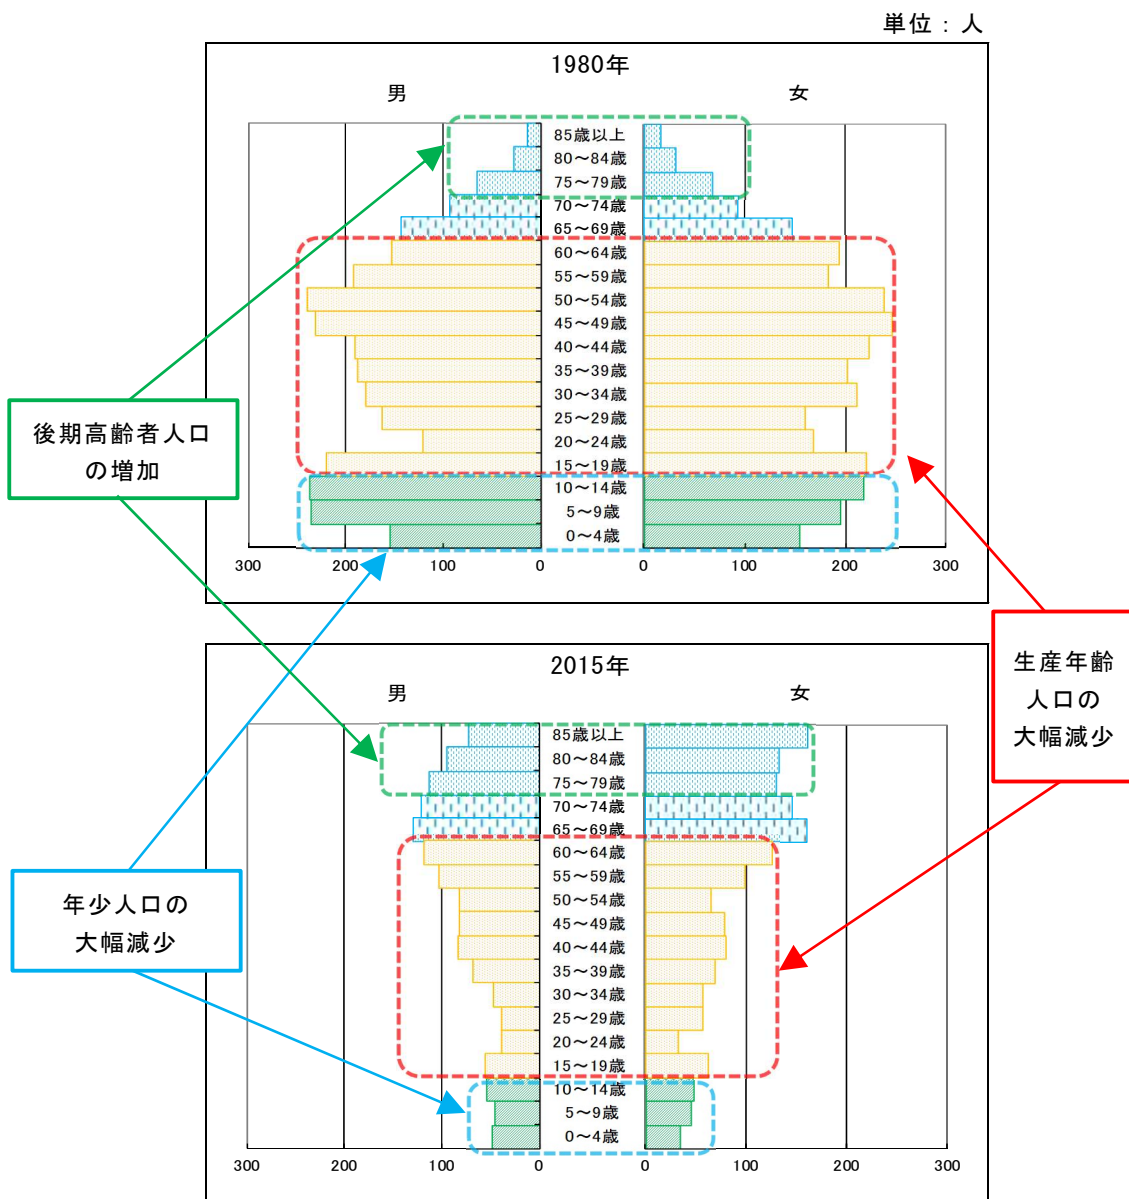 単位：人
1980年
男
女
85歳以上
80～84歳
75～79歳
70～74歳
65～69歳
60～64歳
55～59歳
50～54歳
45～49歳
40～44歳
35～39歳
30～34歳
25～29歳
20～24歳
15～19歳
10～14歳
5～9歳
0～4歳
300 200 100 0 0 100 200 300
後期高齢者人口
の増加
生産年齢
人口の
大幅減少
年少人口の
大幅減少
2015年
男
女
85歳以上
80～84歳
75～79歳
70～74歳
65～69歳
60～64歳
55～59歳
50～54歳
45～49歳
40～44歳
35～39歳
30～34歳
25～29歳
20～24歳
15～19歳
10～14歳
5～9歳
0～4歳
300 200 100 0 0 100 200 300